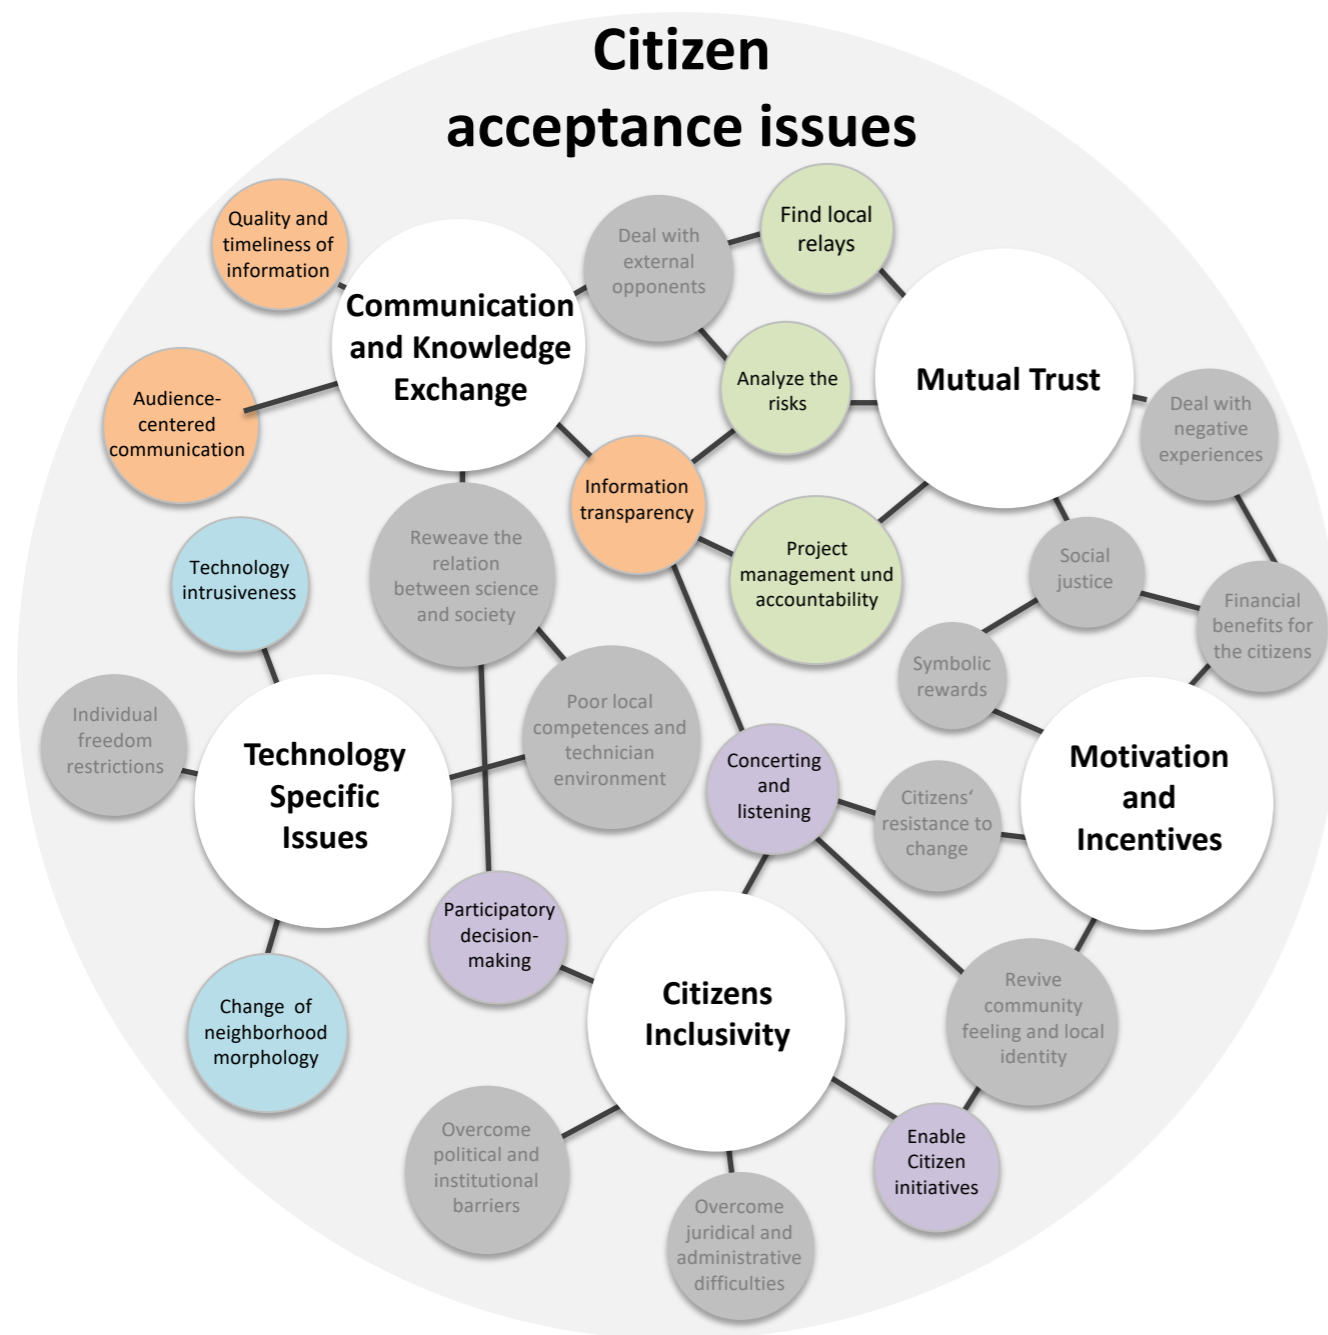 Citizen
acceptance issues
Quality and
timeliness of
information
Deal with
external
opponents
Find local
relays
Communication
and Knowledge
Exchange
Mutual Trust
Audience-
centered
communication
Analyze the
risks
Deal with
negative
experiences
Information
transparency
Reweave the
relation
between science
and society
Technology
intrusiveness
Project
management und
accountability
Social
justice
Financial
benefits for
the citizens
Symbolic
rewards
Individual
freedom
restrictions
Technology
Specific
Issues
Poor local
competences and
technician
environment
Concerting
and
listening
Citizens‘
resistance to
change
Motivation
and
Incentives
Participatory
decision-
making
Citizens
Inclusivity
Revive
community
feeling and local
identity
Change of
neighborhood
morphology
Overcome
political and
institutional
barriers
Overcome
juridical and
administrative
difficulties
Enable
Citizen
initiatives